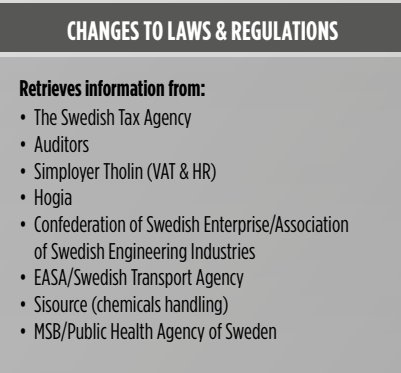 CHANGES TO LAWS & REGULATIONS
Retrieves information from:
• The Swedish Tax Agency
• Auditors
• Simployer Tholin (VAT & HR)
• Hogia
• Confederation of Swedish Enterprise/Association
of Swedish Engineering Industries
• EASA/Swedish Transport Agency
• Sisource (chemicals handling)
• MSB/Public Health Agency of Sweden